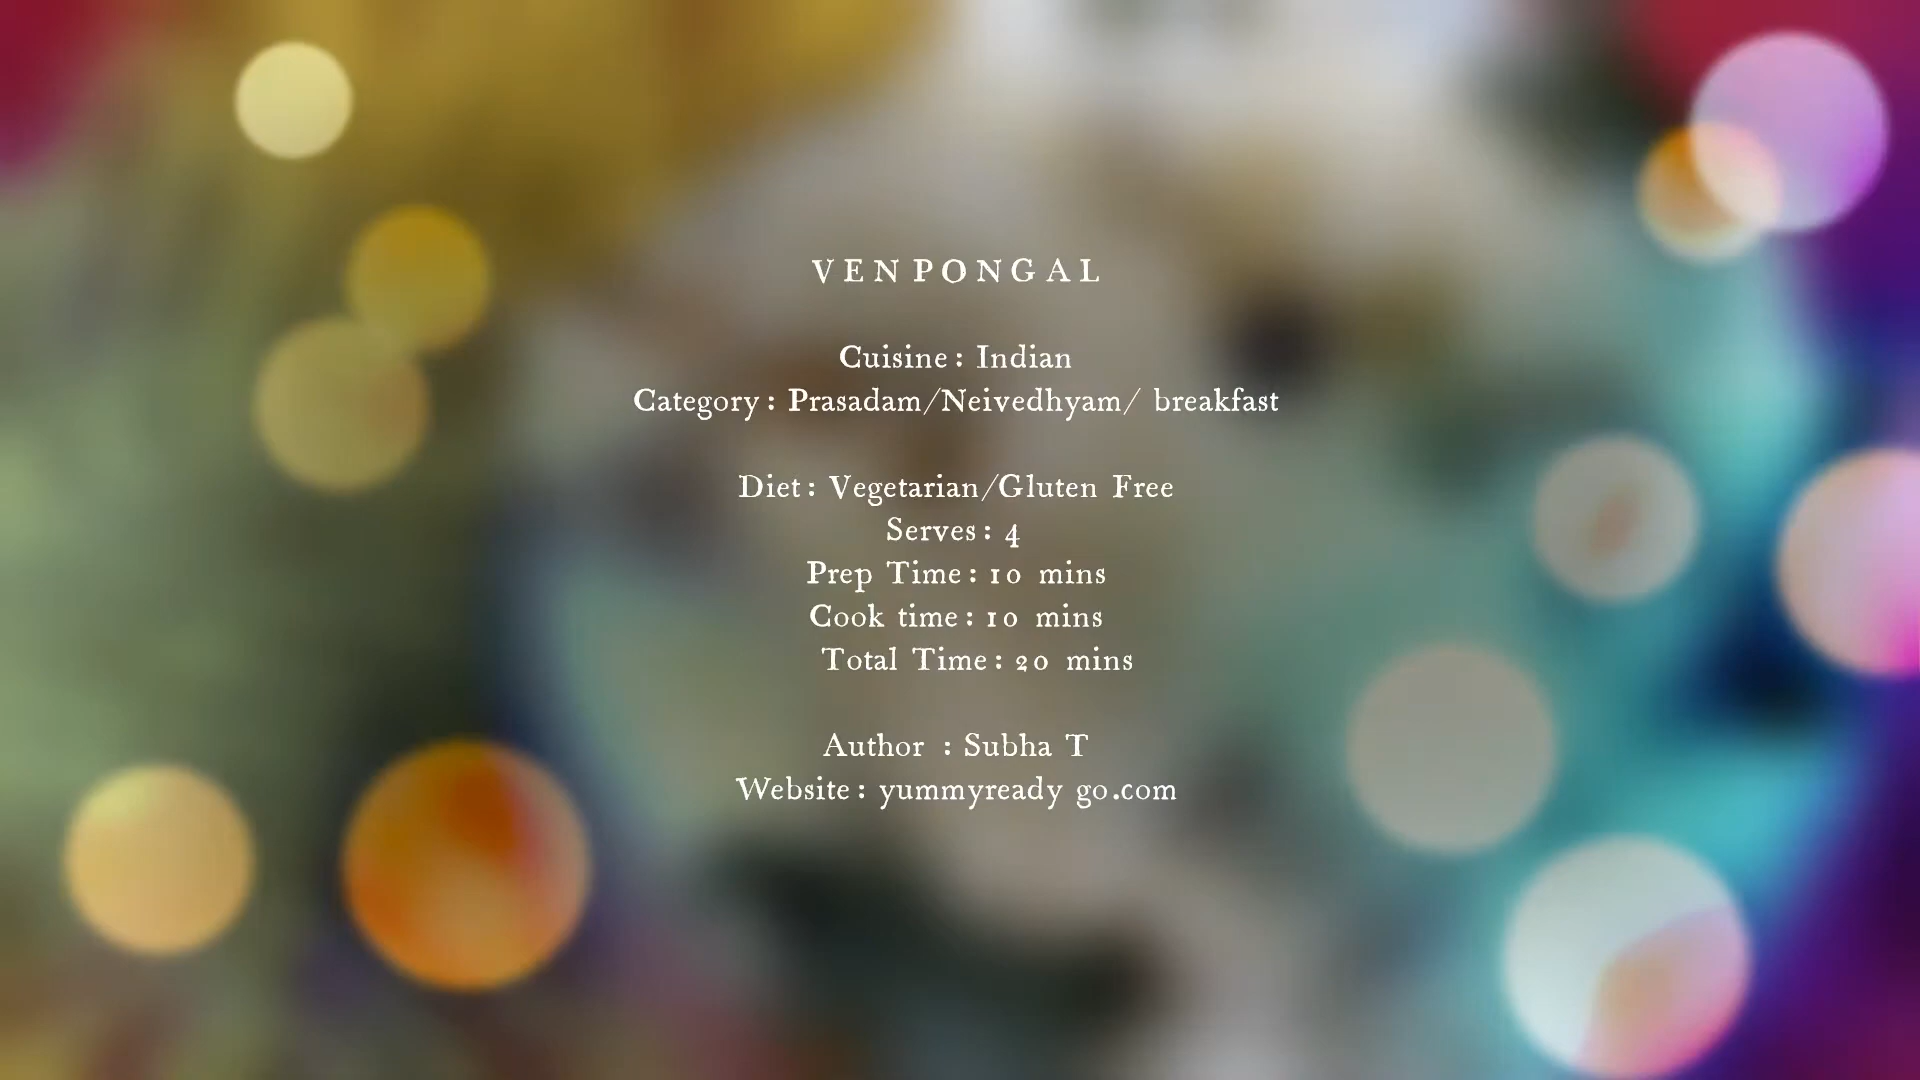 VENPONGAL
Cuisine: Indian
Category: Prasadam/Neivedhyam/ breakfast
Diet: Vegetarian/Gluten Free
Serves: 4
Prep Time: 10 mins
Cook time: 10 mins
Total Time: 20 mins
Author : Subha T
Website: yummyready go.com